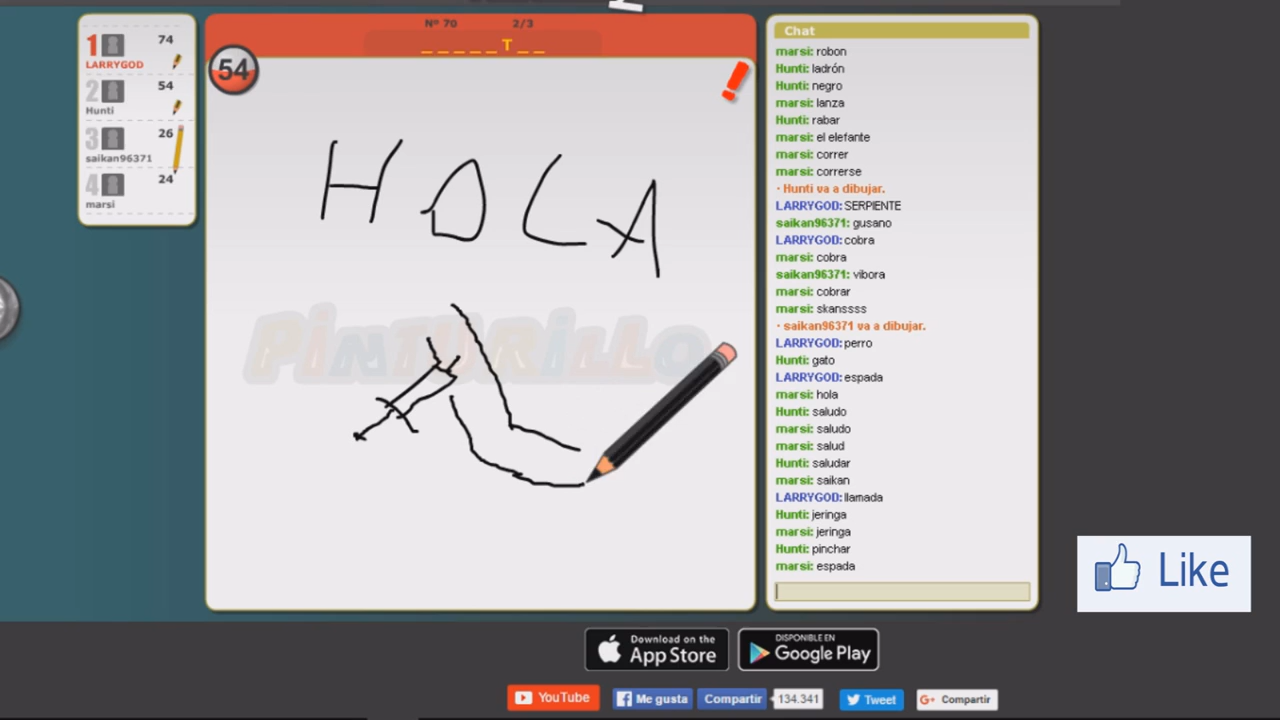 Nº 70 2/3
_ _ _ _ _ T _ _
54
1 74
LARRYGOD
2 54
Hunti
3 26
saikan96371
4 24
marsi
HOLA
PINTURILLO
Chat
marsi: robon
Hunti: ladrón
Hunti: negro
marsi: lanza
Hunti: rabar
marsi: el elefante
marsi: correr
marsi: correrse
· Hunti va a dibujar.
LARRYGOD: SERPIENTE
saikan96371: gusano
LARRYGOD: cobra
marsi: cobra
saikan96371: vibora
marsi: cobrar
marsi: skanssss
· saikan96371 va a dibujar.
LARRYGOD: perro
Hunti: gato
LARRYGOD: espada
marsi: hola
Hunti: saludo
marsi: saludo
marsi: salud
Hunti: saludar
marsi: saikan
LARRYGOD: llamada
Hunti: jeringa
marsi: jeringa
Hunti: pinchar
marsi: espada
Like
Download on the
App Store
DISPONIBLE EN
Google Play
YouTube
Me gusta
Compartir
134.341
Tweet
G+ Compartir